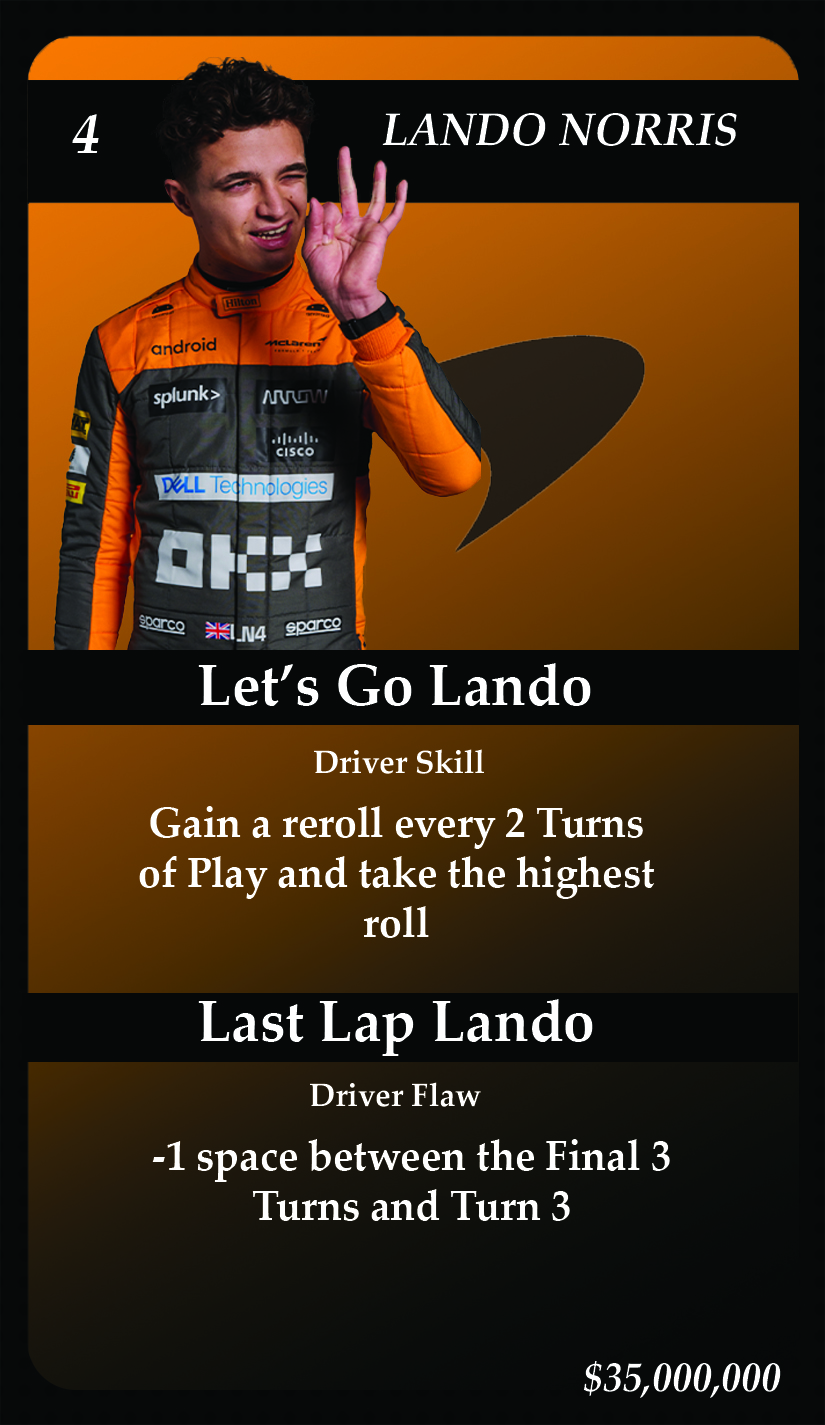 4
LANDO NORRIS
Hilton
android
McLaren
splunk>
ARROW
CISCO
DELL Technologies
OKX
sparco
LN4
sparco
Let’s Go Lando
Driver Skill
Gain a reroll every 2 Turns
of Play and take the highest
roll
Last Lap Lando
Driver Flaw
-1 space between the Final 3
Turns and Turn 3
$35,000,000